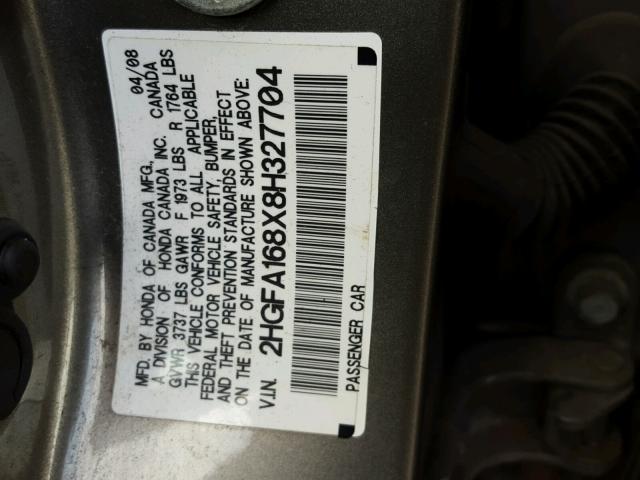 MFD. BY HONDA OF CANADA MFG., 04/08
A DIVISION OF HONDA CANADA INC. CANADA
GVWR 3737 LBS GAWR F 1973 LBS R 1764 LBS
THIS VEHICLE CONFORMS TO ALL APPLICABLE
FEDERAL MOTOR VEHICLE SAFETY, BUMPER,
AND THEFT PREVENTION STANDARDS IN EFFECT
ON THE DATE OF MANUFACTURE SHOWN ABOVE.
V.I.N. 2HGFA168X8H327704
PASSENGER CAR